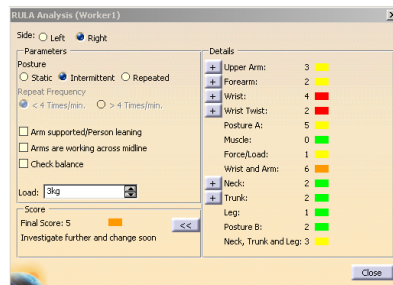 RULA Analysis (Worker1)
Side: Left Right
Parameters
Posture
Static Intermittent Repeated
Repeat Frequency
< 4 Times/min. > 4 Times/min.
Arm supported/Person leaning
Arms are working across midline
Check balance
Load: 3kg
Score
Final Score: 5
<<
Investigate further and change soon
Details
+ Upper Arm: 3
+ Forearm: 2
+ Wrist: 4
+ Wrist Twist: 2
Posture A: 5
Muscle: 0
Force/Load: 1
Wrist and Arm: 6
+ Neck: 2
+ Trunk: 2
Leg: 1
Posture B: 2
Neck, Trunk and Leg: 3
Close